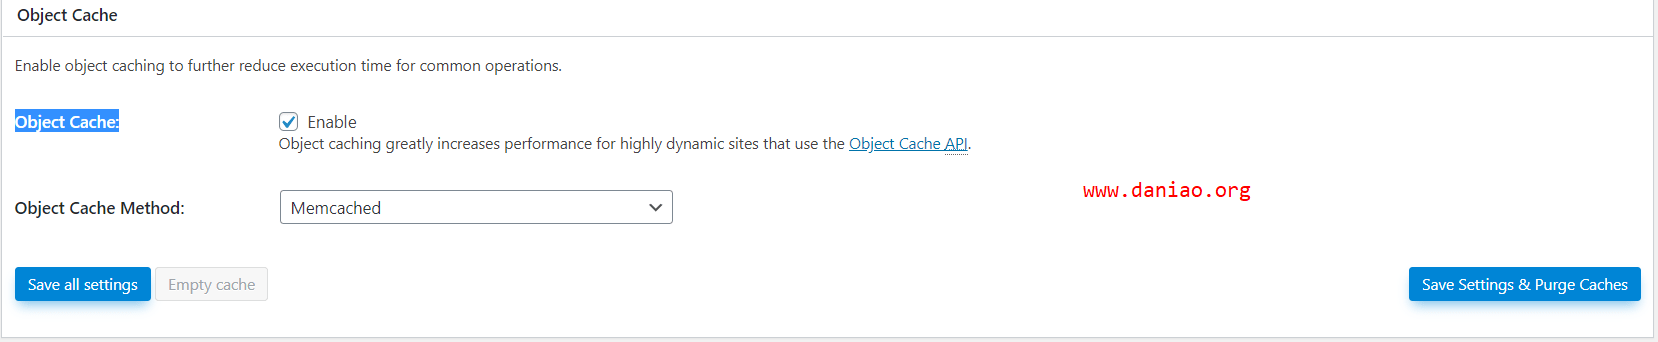 Object Cache
Enable object caching to further reduce execution time for common operations.
Object Cache: Enable
Object caching greatly increases performance for highly dynamic sites that use the Object Cache API.
www.daniao.org
Object Cache Method: Memcached
Save all settings Empty cache Save Settings & Purge Caches